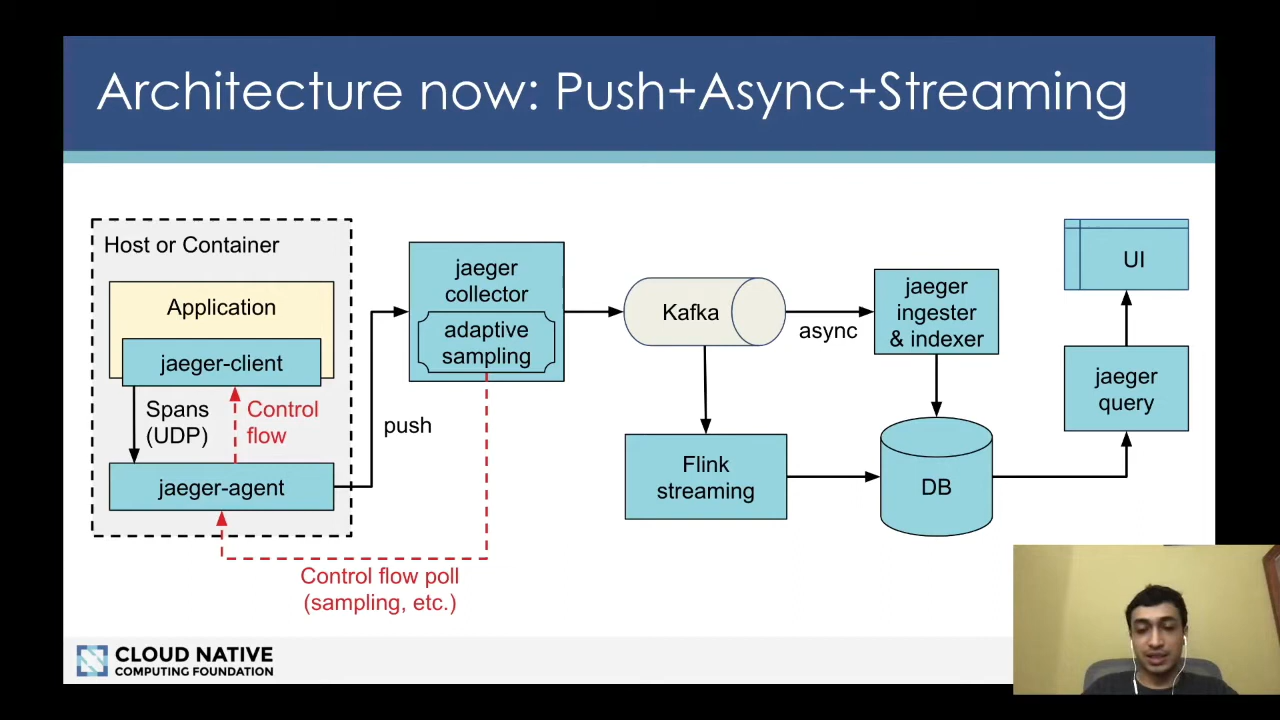 Architecture now: Push+Async+Streaming
Host or Container
Application
jaeger-client
Spans
(UDP)
Control
flow
jaeger-agent
push
jaeger
collector
adaptive
sampling
Control flow poll
(sampling, etc.)
Kafka
async
jaeger
ingester
& indexer
Flink
streaming
DB
UI
jaeger
query
CLOUD NATIVE
COMPUTING FOUNDATION